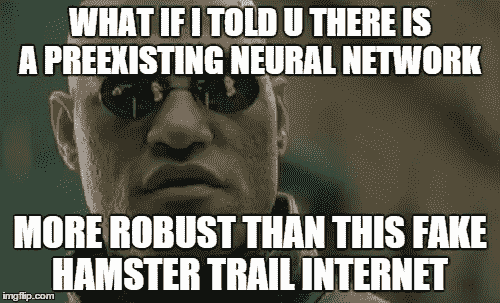 WHAT IF I TOLD U THERE IS
A PREEXISTING NEURAL NETWORK
MORE ROBUST THAN THIS FAKE
HAMSTER TRAIL INTERNET
imgflip.com